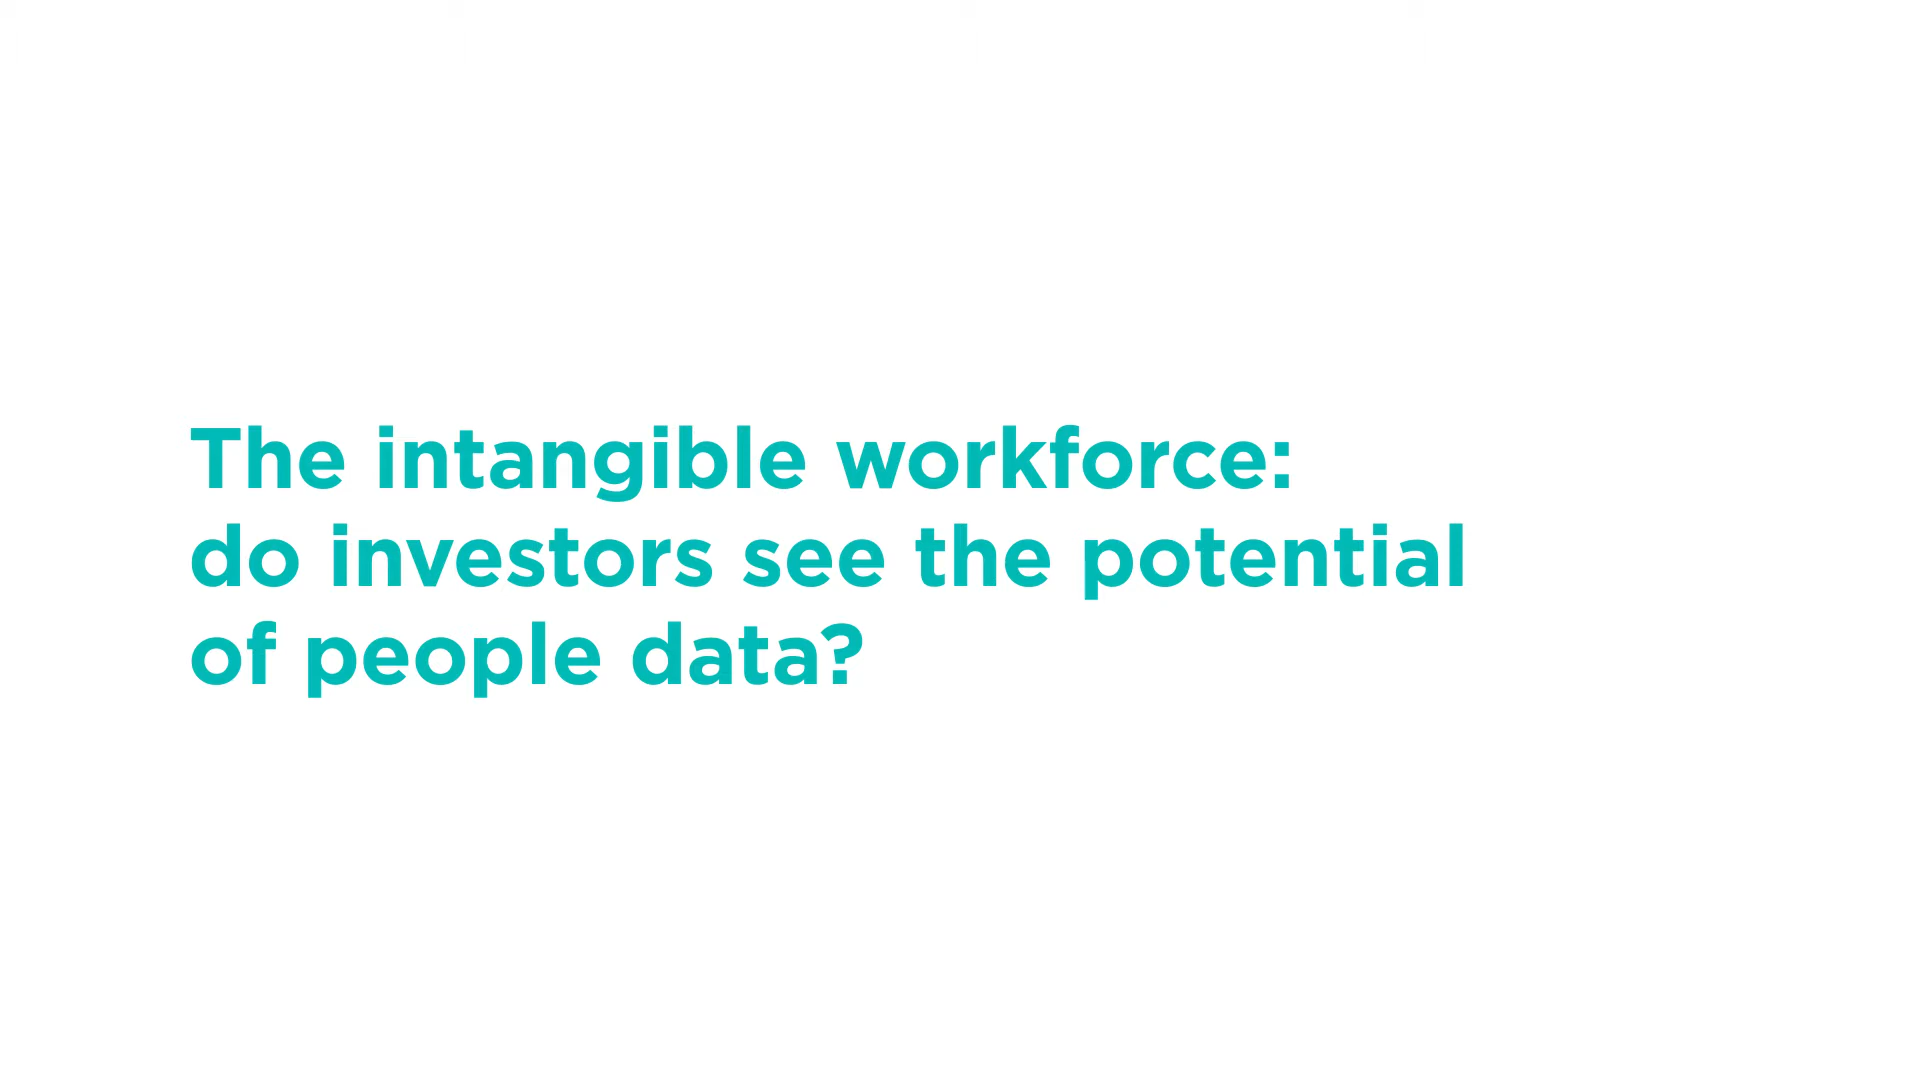 The intangible workforce:
do investors see the potential
of people data?